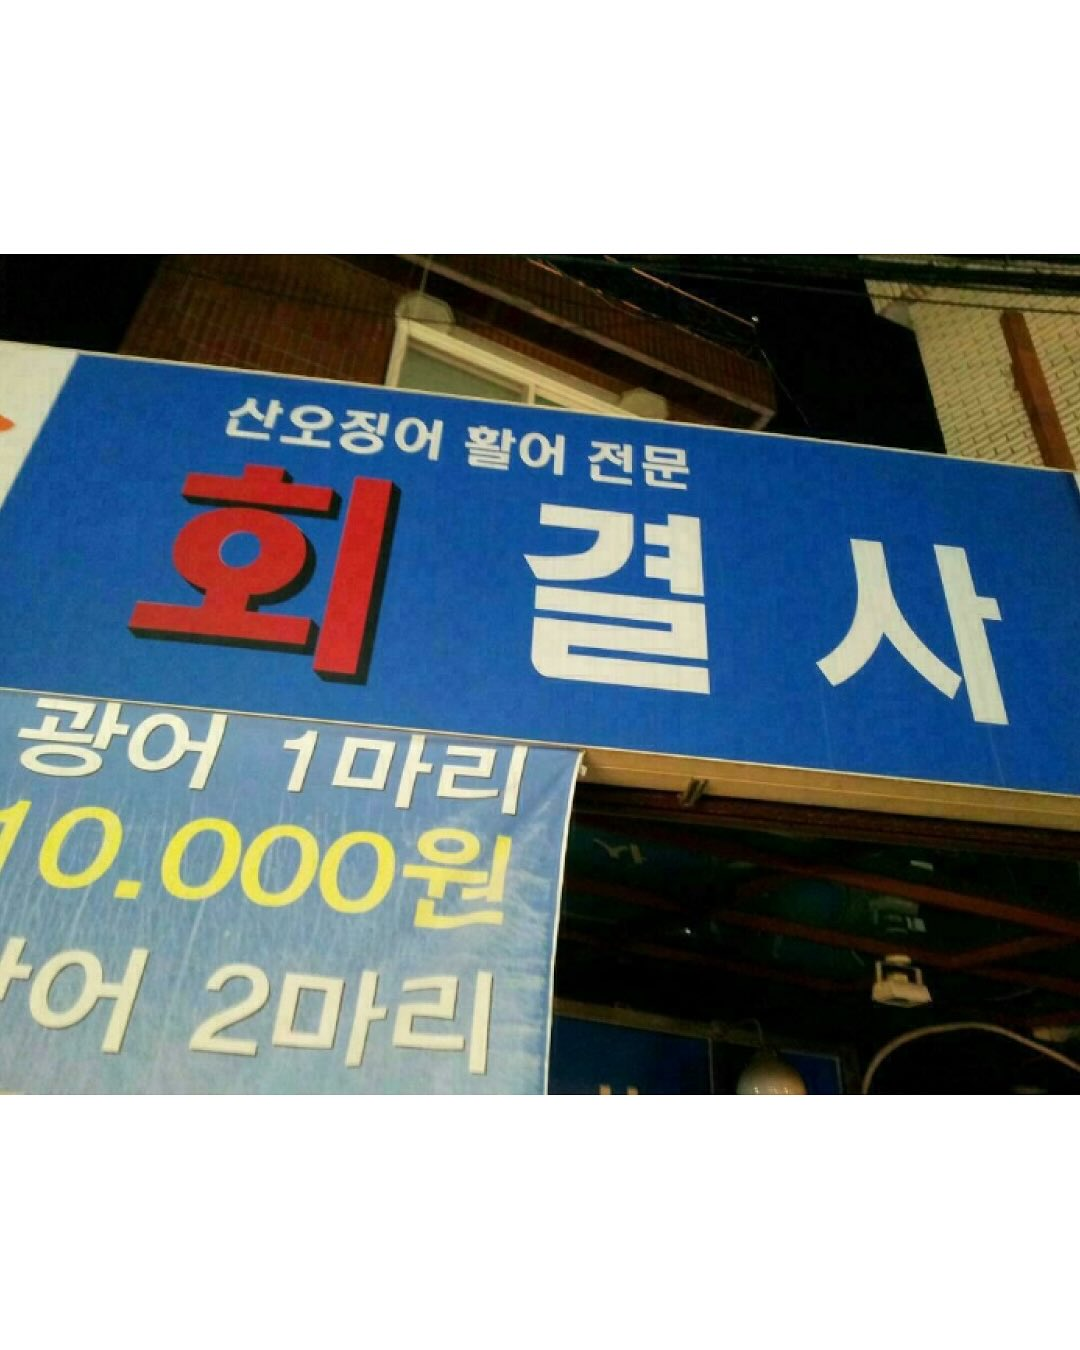 산오징어 활어 전문
회 결 사
광어 1마리
10.000원
2마리